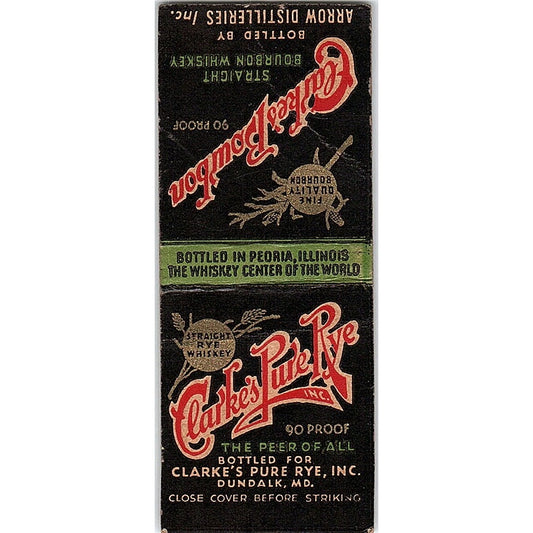 BOTTLED BY
ARROW DISTILLERIES Inc.
STRAIGHT
BOURBON WHISKEY
Clarke's Bourbon
90 PROOF
FINE
QUALITY
BOURBON
BOTTLED IN PEORIA, ILLINOIS
THE WHISKEY CENTER OF THE WORLD
STRAIGHT
RYE
WHISKEY
Clarke's Pure Rye
INC.
90 PROOF
THE PEER OF ALL
BOTTLED FOR
CLARKE'S PURE RYE, INC.
DUNDALK, MD.
CLOSE COVER BEFORE STRIKING